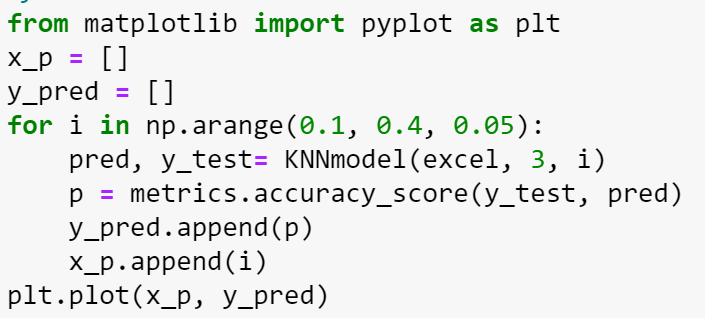 from matplotlib import pyplot as plt
x_p = []
y_pred = []
for i in np.arange(0.1, 0.4, 0.05):
    pred, y_test= KNNmodel(excel, 3, i)
    p = metrics.accuracy_score(y_test, pred)
    y_pred.append(p)
    x_p.append(i)
plt.plot(x_p, y_pred)